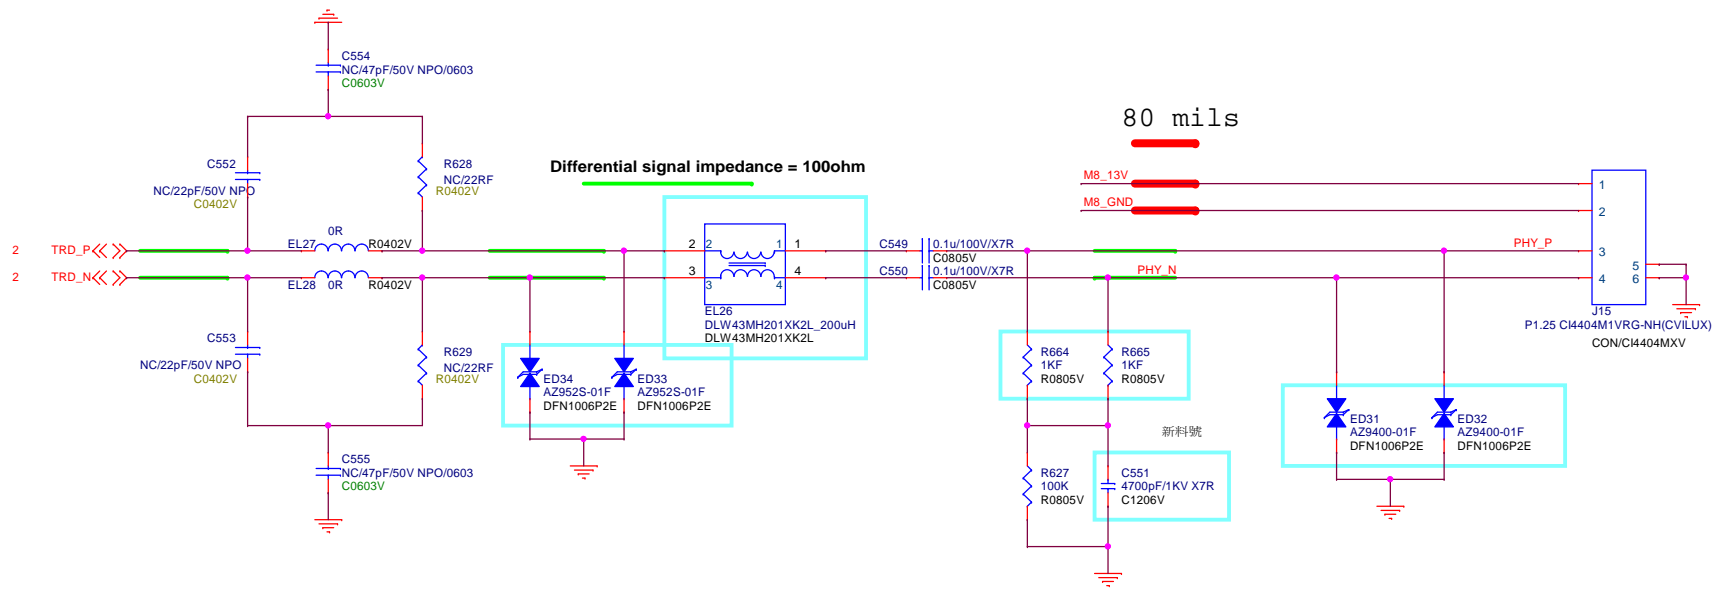 C554
NC/47pF/50V NPO/0603
C0603V
80 mils
C552
NC/22pF/50V NPO
C0402V
R628
NC/22RF
R0402V
Differential signal impedance = 100ohm
M8_13V
M8_GND
1
2
3
4
5
6
2 TRD_P
2 TRD_N
EL27
0R
R0402V
EL28
0R
R0402V
2
2
1
1
3
3
4
4
EL26
DLW43MH201XK2L_200uH
DLW43MH201XK2L
C549
0.1u/100V/X7R
C0805V
C550
0.1u/100V/X7R
C0805V
PHY_P
PHY_N
J15
P1.25 CI4404M1VRG-NH(CVILUX)
CON/CI4404MXV
C553
NC/22pF/50V NPO
C0402V
R629
NC/22RF
R0402V
ED34
AZ952S-01F
DFN1006P2E
ED33
AZ952S-01F
DFN1006P2E
R664
1KF
R0805V
R665
1KF
R0805V
ED31
AZ9400-01F
DFN1006P2E
ED32
AZ9400-01F
DFN1006P2E
新料號
C555
NC/47pF/50V NPO/0603
C0603V
R627
100K
R0805V
C551
4700pF/1KV X7R
C1206V